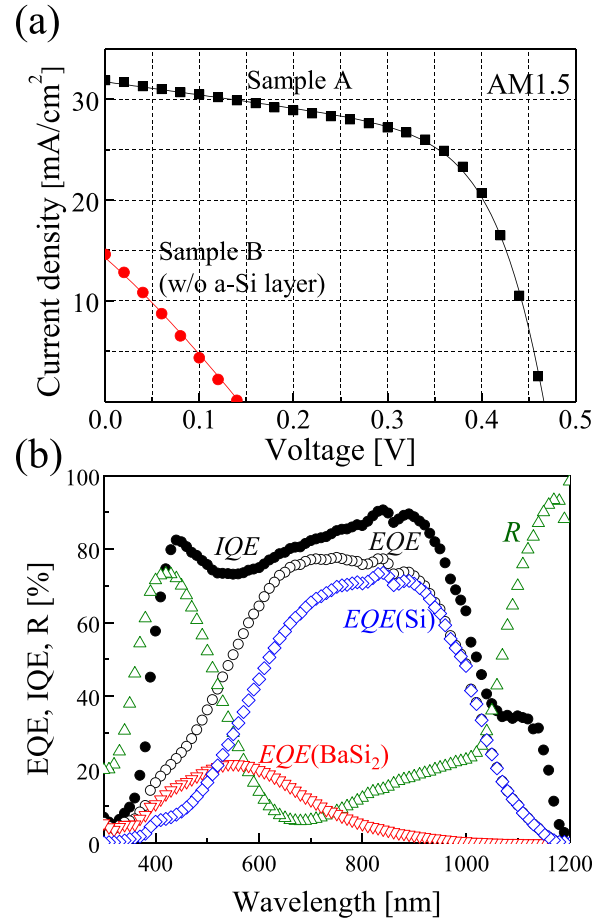 (a)
Current density [mA/cm²]
30
20
10
0
Sample A
AM1.5
Sample B
(w/o a-Si layer)
0.0 0.1 0.2 0.3 0.4 0.5
Voltage [V]
(b)
EQE, IQE, R [%]
100
80
60
40
20
0
IQE
EQE
R
EQE(Si)
EQE(BaSi₂)
400 600 800 1000 1200
Wavelength [nm]